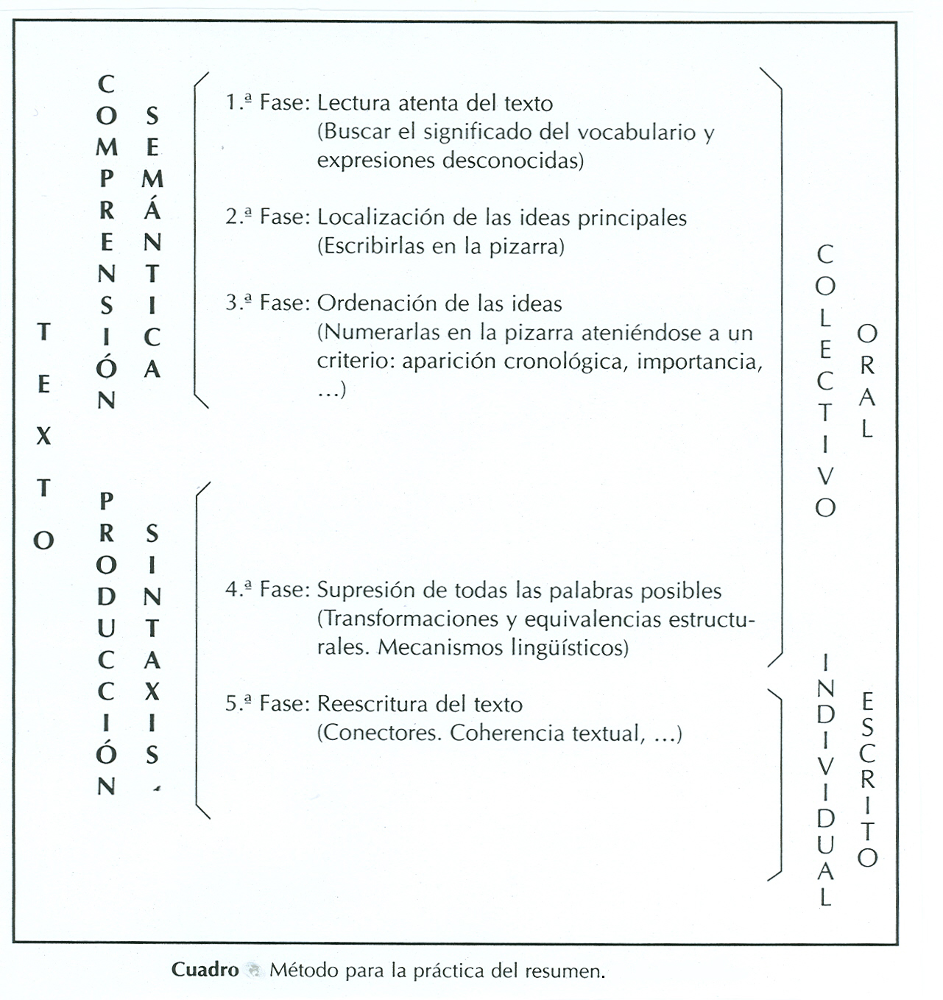 TEXTO
COMPRENSIÓN
SEMÁNTICA
1.ª Fase: Lectura atenta del texto
(Buscar el significado del vocabulario y
expresiones desconocidas)
2.ª Fase: Localización de las ideas principales
(Escribirlas en la pizarra)
3.ª Fase: Ordenación de las ideas
(Numerarlas en la pizarra ateniéndose a un
criterio: aparición cronológica, importancia,
...)
PRODUCCIÓN
SINTAXIS
4.ª Fase: Supresión de todas las palabras posibles
(Transformaciones y equivalencias estructu-
rales. Mecanismos lingüísticos)
5.ª Fase: Reescritura del texto
(Conectores. Coherencia textual, ...)
COLECTIVO
ORAL
INDIVIDUAL
ESCRITO
Cuadro Método para la práctica del resumen.